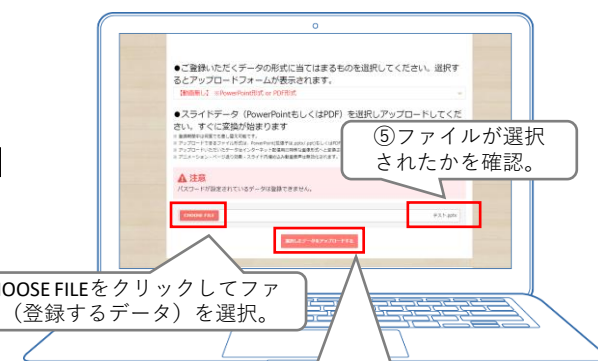 ●ご登録いただくデータの形式に当てはまるものを選択してください。選択す
るとアップロードフォームが表示されます。
【動画無し】 ※PowerPoint形式 or PDF形式
●スライドデータ（PowerPointもしくはPDF）を選択しアップロードしてくだ
さい。すぐに変換が始まります
⑤ファイルが選択
されたかを確認。
注意
パスワードが設定されているデータは登録できません。
CHOOSE FILE
テスト.pptx
選択したデータをアップロードする
HOOSE FILEをクリックしてファ
（登録するデータ）を選択。